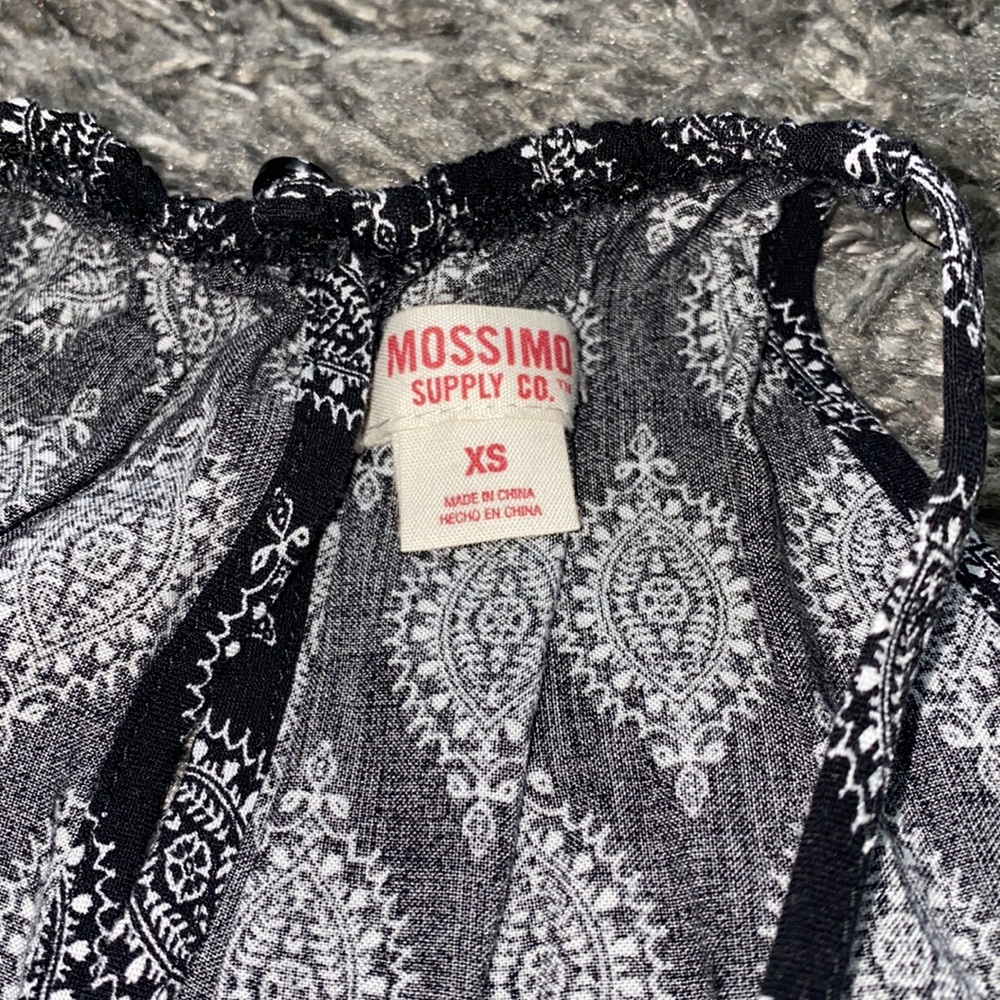 MOSSIMO
SUPPLY CO.™
XS
MADE IN CHINA
HECHO EN CHINA